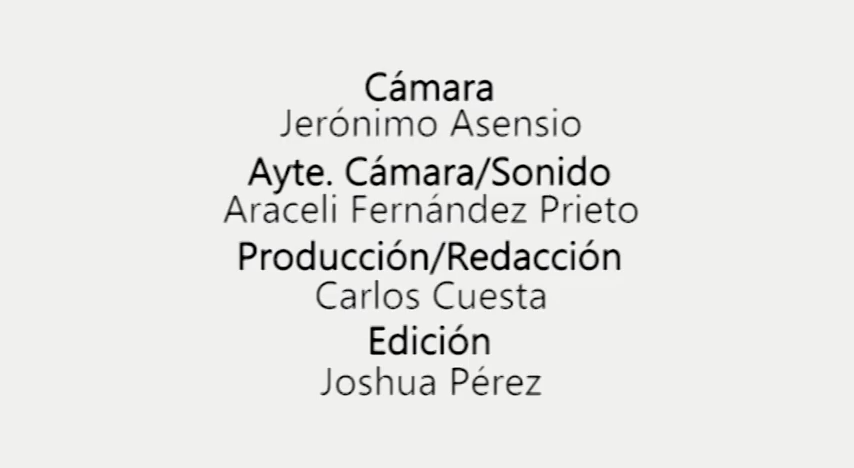 Cámara
Jerónimo Asensio
Ayte. Cámara/Sonido
Araceli Fernández Prieto
Producción/Redacción
Carlos Cuesta
Edición
Joshua Pérez